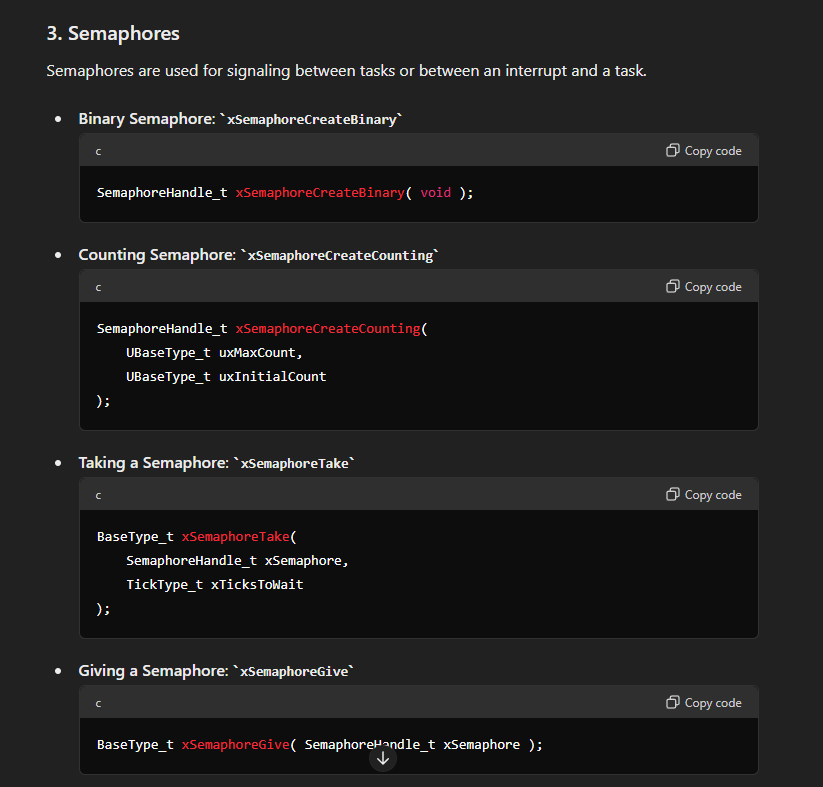 3. Semaphores
Semaphores are used for signaling between tasks or between an interrupt and a task.
• Binary Semaphore: `xSemaphoreCreateBinary`
c Copy code
SemaphoreHandle_t xSemaphoreCreateBinary( void );
• Counting Semaphore: `xSemaphoreCreateCounting`
c Copy code
SemaphoreHandle_t xSemaphoreCreateCounting(
    UBaseType_t uxMaxCount,
    UBaseType_t uxInitialCount
);
• Taking a Semaphore: `xSemaphoreTake`
c Copy code
BaseType_t xSemaphoreTake(
    SemaphoreHandle_t xSemaphore,
    TickType_t xTicksToWait
);
• Giving a Semaphore: `xSemaphoreGive`
c Copy code
BaseType_t xSemaphoreGive( SemaphoreHandle_t xSemaphore );